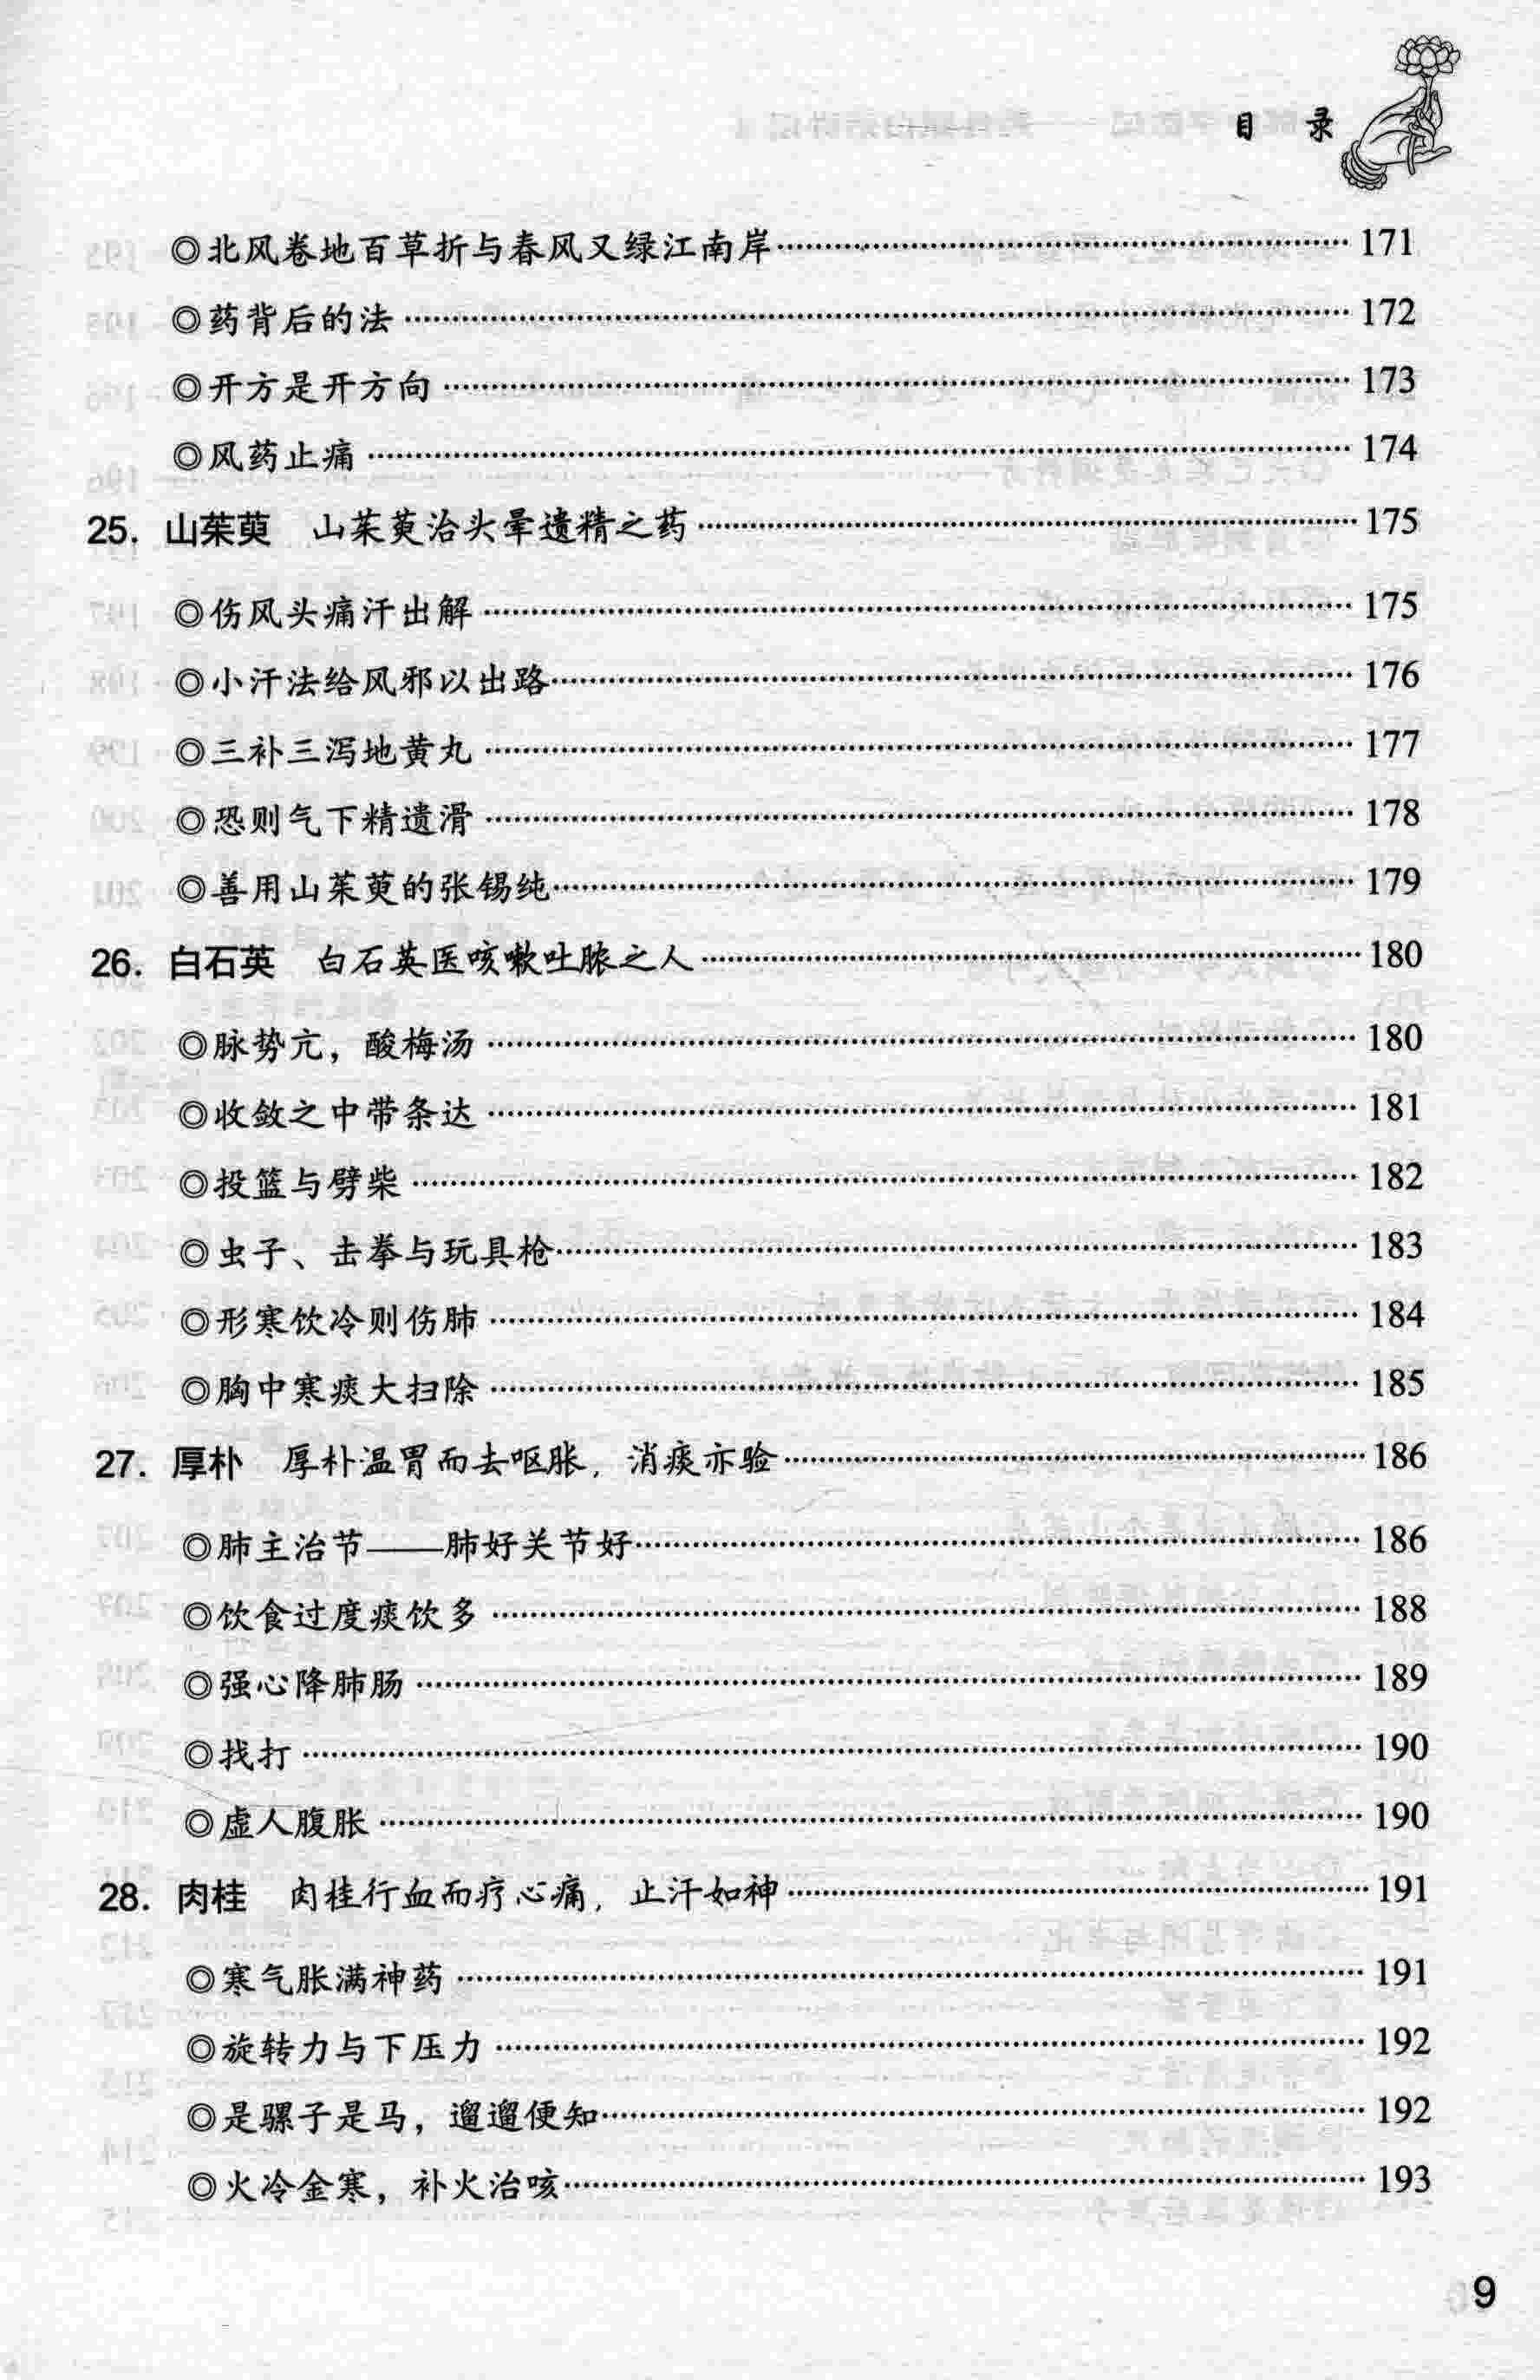 目 录
◎北风卷地百草折与春风又绿江南岸……171
◎药背后的法……172
◎开方是开方向……173
◎风药止痛……174
25. 山茱萸 山茱萸治头晕遗精之药……175
◎伤风头痛汗出解……175
◎小汗法给风邪以出路……176
◎三补三泻地黄丸……177
◎恐则气下精遗滑……178
◎善用山茱萸的张锡纯……179
26. 白石英 白石英医咳嗽吐脓之人……180
◎脉势亢，酸梅汤……180
◎收敛之中带条达……181
◎投篮与劈柴……182
◎虫子、击拳与玩具枪……183
◎形寒饮冷则伤肺……184
◎胸中寒痰大扫除……185
27. 厚朴 厚朴温胃而去呕胀，消痰亦验……186
◎肺主治节——肺好关节好……186
◎饮食过度痰饮多……188
◎强心降肺肠……189
◎找打……190
◎虚人腹胀……190
28. 肉桂 肉桂行血而疗心痛，止汗如神……191
◎寒气胀满神药……191
◎旋转力与下压力……192
◎是骡子是马，遛遛便知……192
◎火冷金寒，补火治咳……193
9